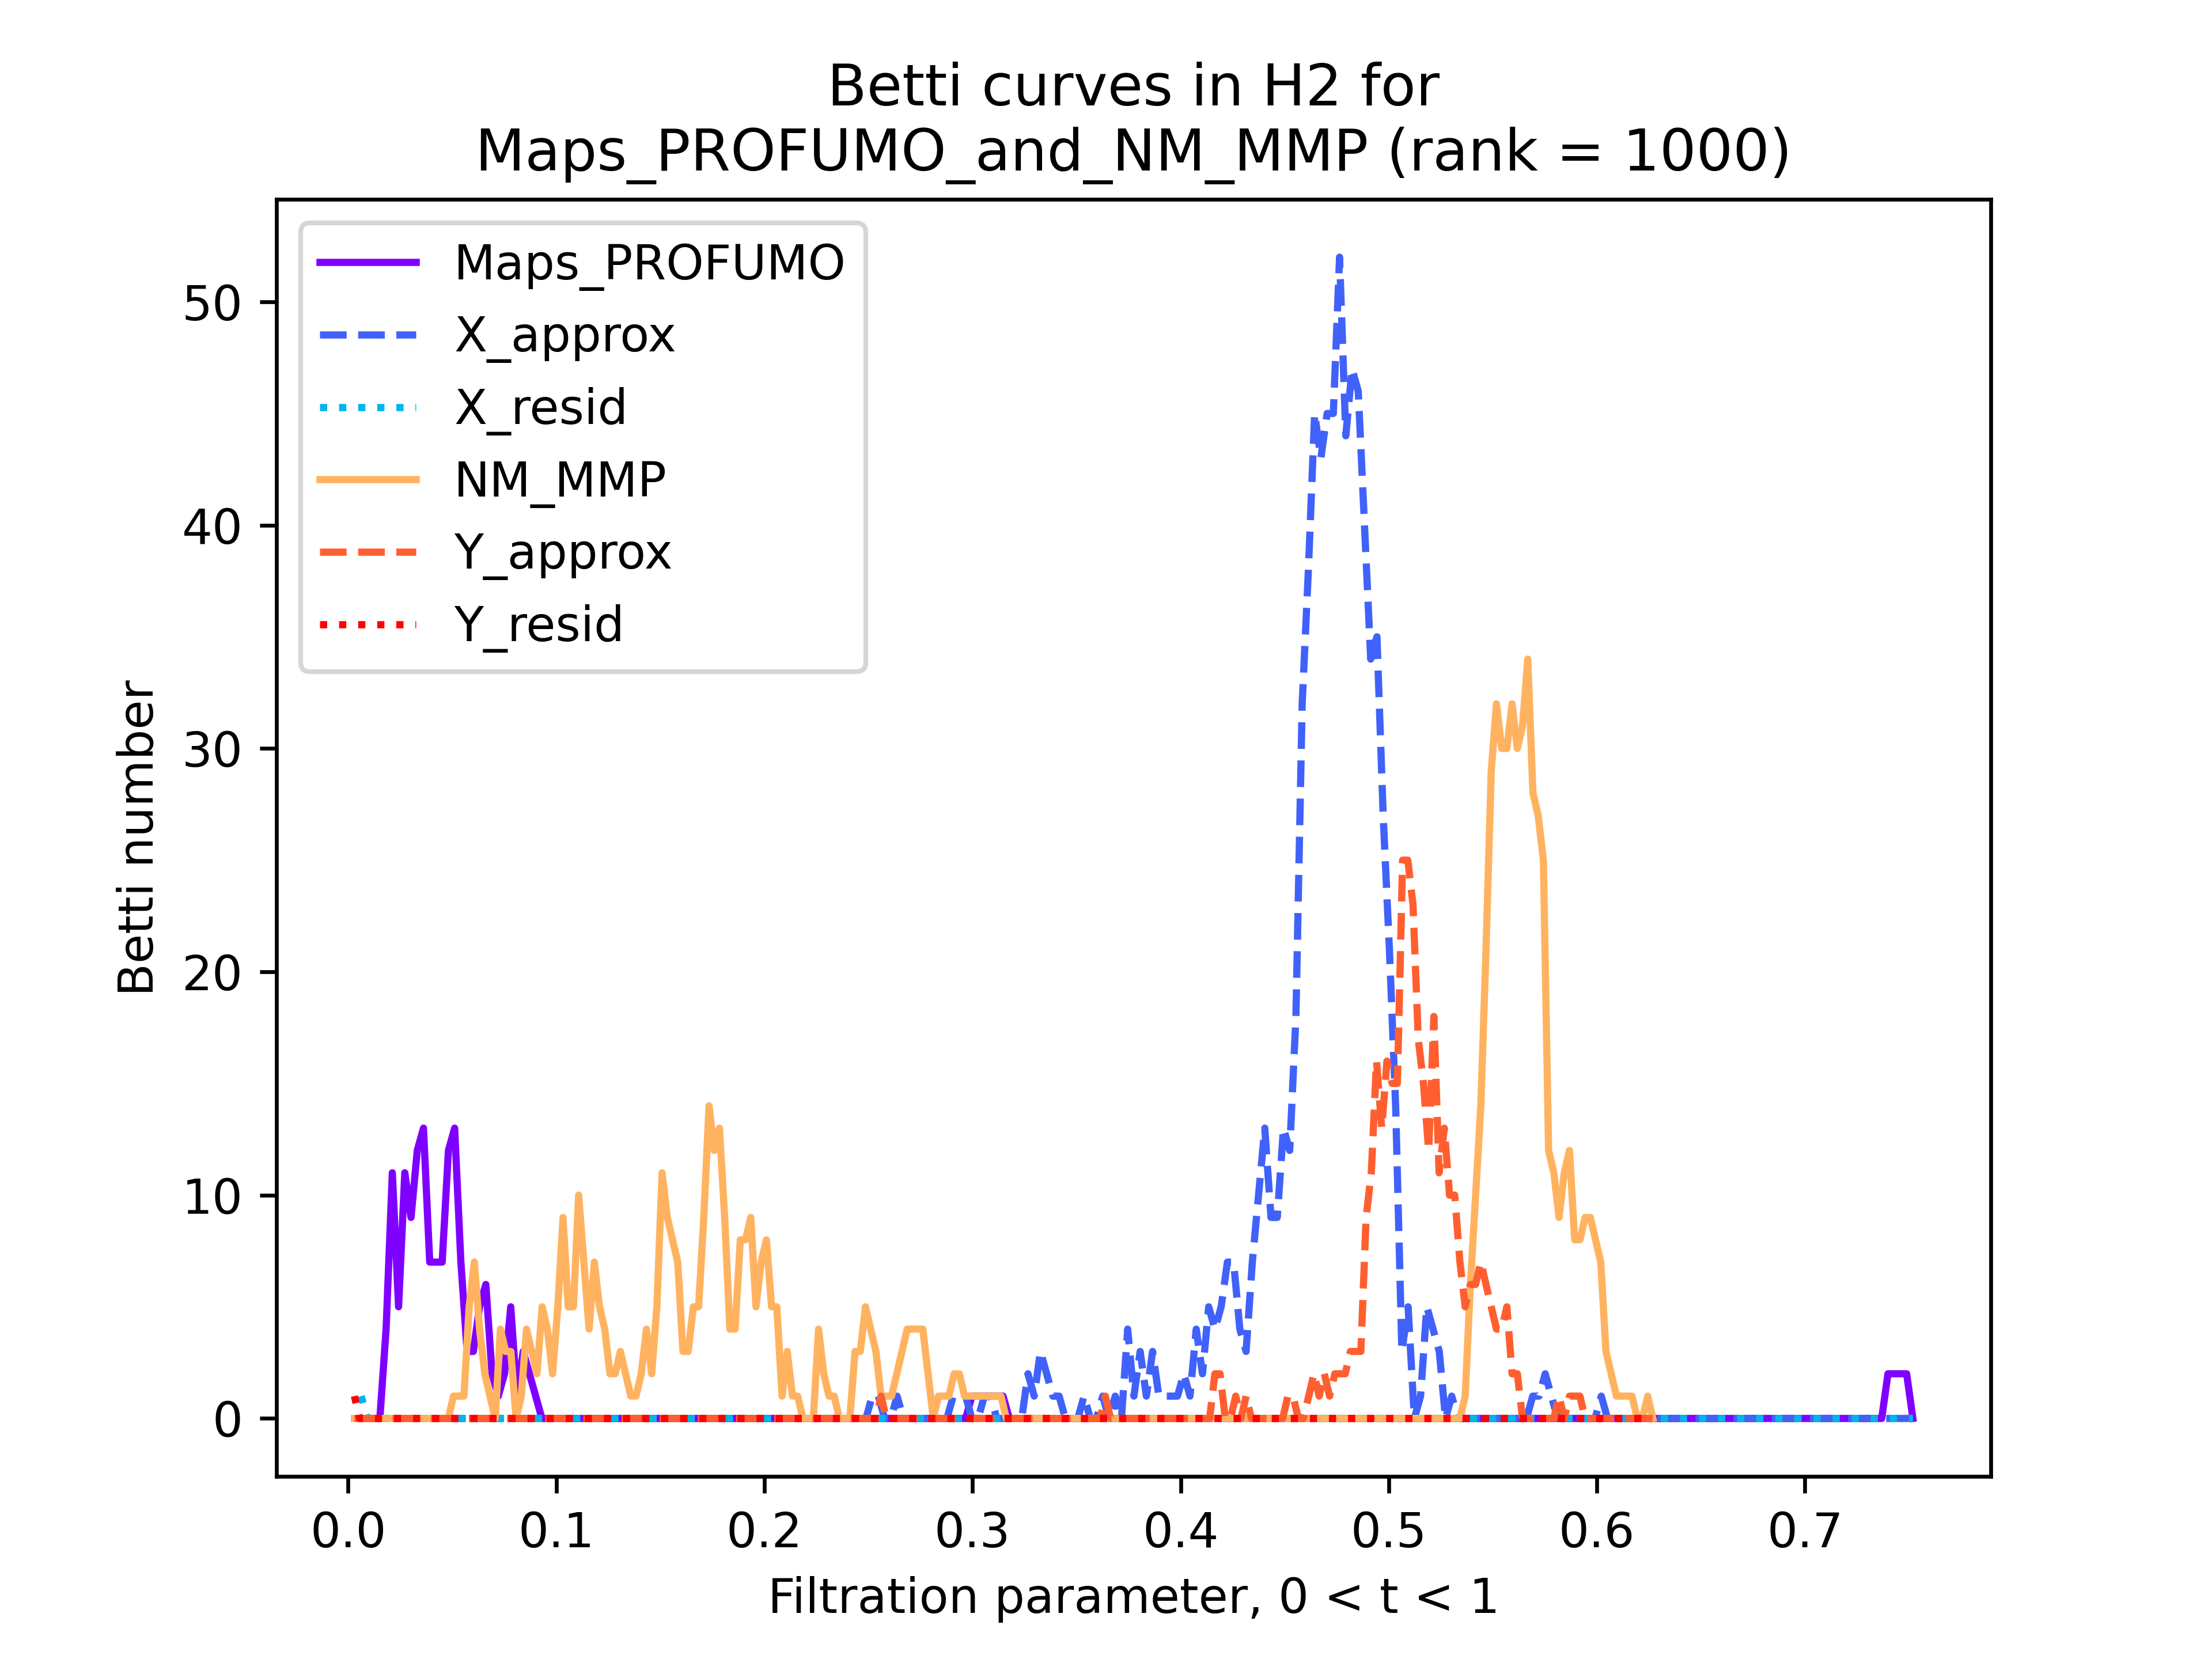 Betti curves in H2 for
Maps_PROFUMO_and_NM_MMP (rank = 1000)
Maps_PROFUMO
X_approx
X_resid
NM_MMP
Y_approx
Y_resid
Betti number
50
40
30
20
10
0
0.0 0.1 0.2 0.3 0.4 0.5 0.6 0.7
Filtration parameter, 0 < t < 1